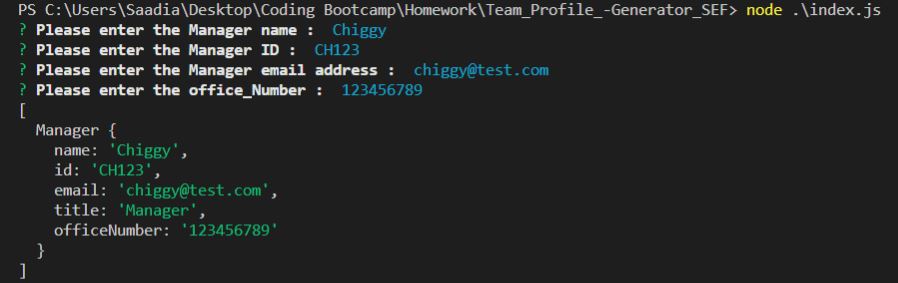 PS C:\Users\Saadia\Desktop\Coding Bootcamp\Homework\Team_Profile_-Generator_SEF> node .\index.js
? Please enter the Manager name :  Chiggy
? Please enter the Manager ID :  CH123
? Please enter the Manager email address :  chiggy@test.com
? Please enter the office_Number :  123456789
[
  Manager {
    name: 'Chiggy',
    id: 'CH123',
    email: 'chiggy@test.com',
    title: 'Manager',
    officeNumber: '123456789'
  }
]